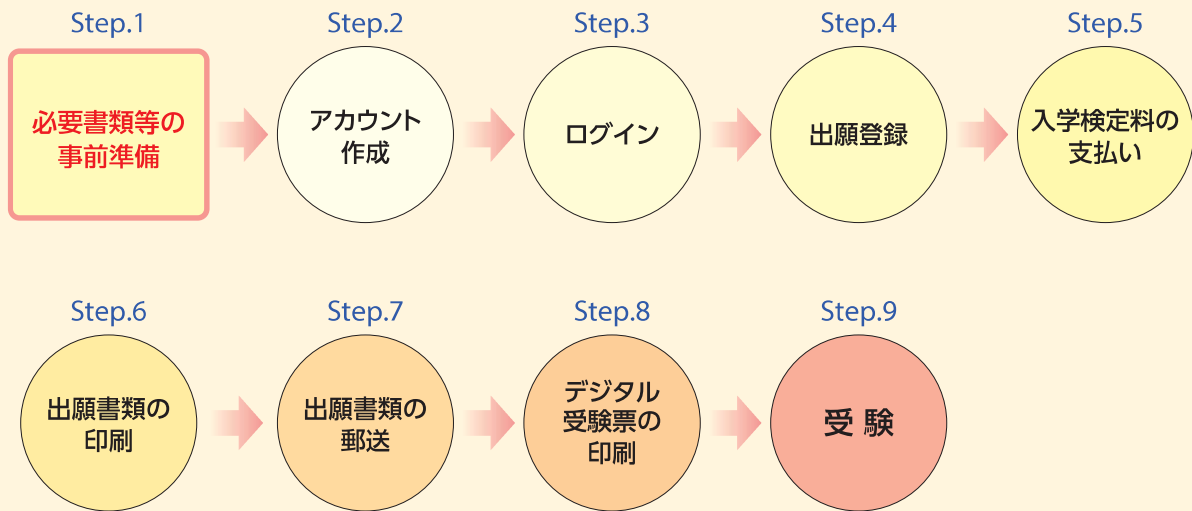 Step.1
必要書類等の
事前準備
Step.2
アカウント
作成
Step.3
ログイン
Step.4
出願登録
Step.5
入学検定料の
支払い
Step.6
出願書類の
印刷
Step.7
出願書類の
郵送
Step.8
デジタル
受験票の
印刷
Step.9
受 験